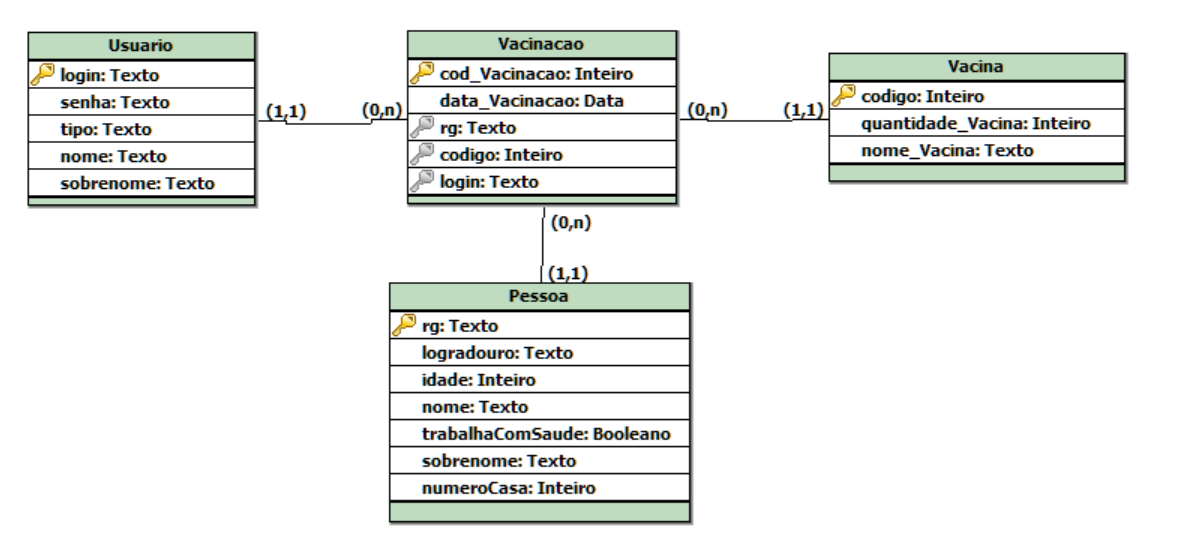 Usuario
login: Texto
senha: Texto
tipo: Texto
nome: Texto
sobrenome: Texto
(1,1)
(0,n)
Vacinacao
cod_Vacinacao: Inteiro
data_Vacinacao: Data
rg: Texto
codigo: Inteiro
login: Texto
(0,n)
(1,1)
Vacina
codigo: Inteiro
quantidade_Vacina: Inteiro
nome_Vacina: Texto
(0,n)
(1,1)
Pessoa
rg: Texto
logradouro: Texto
idade: Inteiro
nome: Texto
trabalhaComSaude: Booleano
sobrenome: Texto
numeroCasa: Inteiro